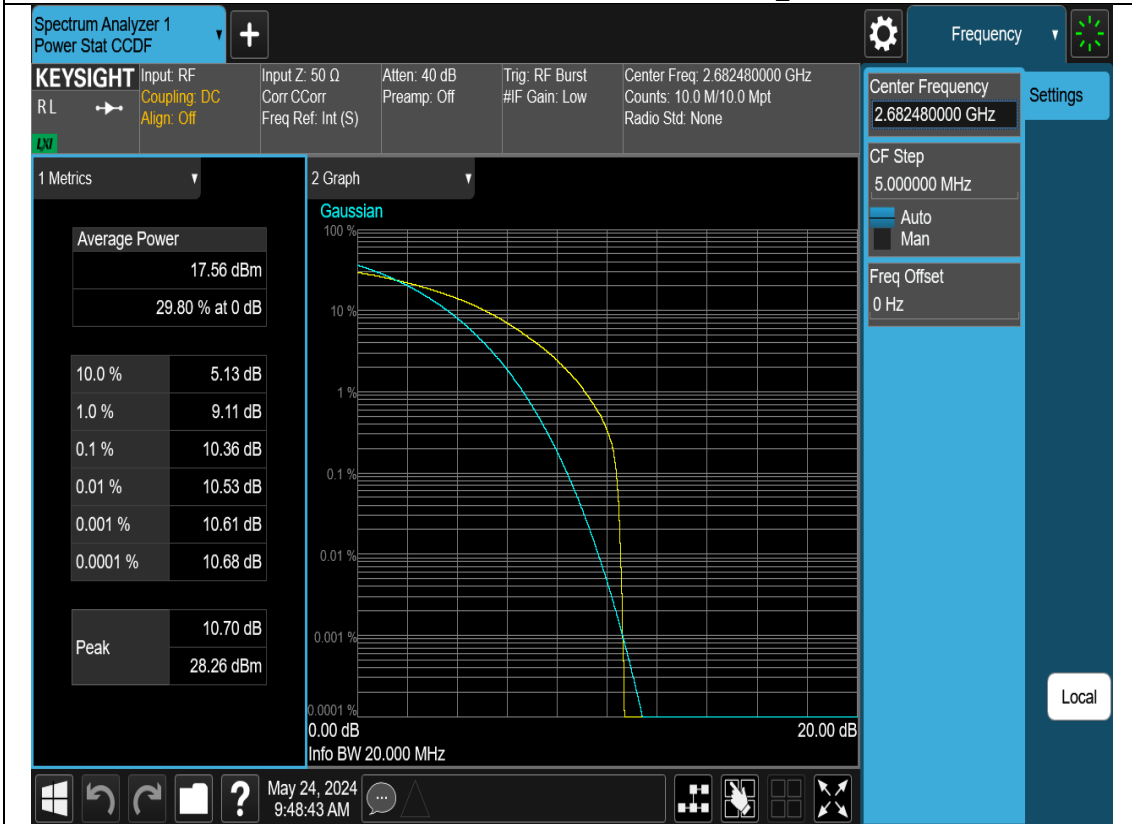 Spectrum Analyzer 1
Power Stat CCDF
Frequency
KEYSIGHT
RL
LXI
Input: RF
Coupling: DC
Align: Off
Input Z: 50 Ω
Corr CCorr
Freq Ref: Int (S)
Atten: 40 dB
Preamp: Off
Trig: RF Burst
#IF Gain: Low
Center Freq: 2.682480000 GHz
Counts: 10.0 M/10.0 Mpt
Radio Std: None
Center Frequency
2.682480000 GHz
Settings
CF Step
5.000000 MHz
Auto
Man
Freq Offset
0 Hz
1 Metrics
Average Power
17.56 dBm
29.80 % at 0 dB
10.0 % 5.13 dB
1.0 % 9.11 dB
0.1 % 10.36 dB
0.01 % 10.53 dB
0.001 % 10.61 dB
0.0001 % 10.68 dB
Peak
10.70 dB
28.26 dBm
2 Graph
Gaussian
100 %
10 %
1 %
0.1 %
0.01 %
0.001 %
0.0001 %
0.00 dB 20.00 dB
Info BW 20.000 MHz
Local
?
May 24, 2024
9:48:43 AM